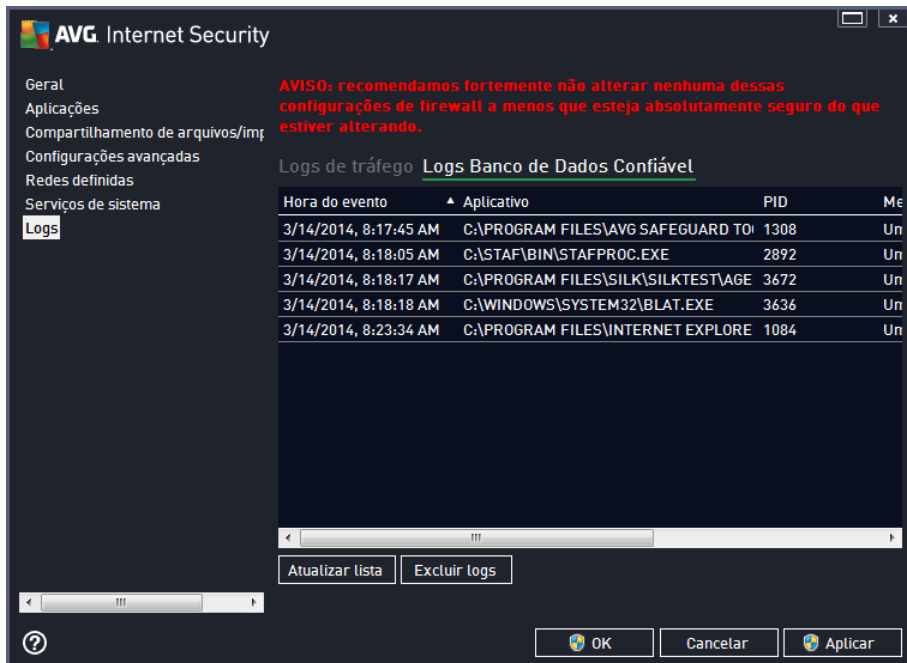 AVG. Internet Security
Geral
Aplicações
Compartilhamento de arquivos/imp
Configurações avançadas
Redes definidas
Serviços de sistema
Logs
AVISO: recomendamos fortemente não alterar nenhuma dessas
configurações de firewall a menos que esteja absolutamente seguro do que
estiver alterando.
Logs de tráfego Logs Banco de Dados Confiável
Hora do evento Aplicativo PID Me
3/14/2014, 8:17:45 AM C:\PROGRAM FILES\AVG SAFEGUARD TO 1308 Um
3/14/2014, 8:18:05 AM C:\STAF\BIN\STAFPROC.EXE 2892 Um
3/14/2014, 8:18:17 AM C:\PROGRAM FILES\SILK\SILKTEST\AGE 3672 Um
3/14/2014, 8:18:18 AM C:\WINDOWS\SYSTEM32\BLAT.EXE 3636 Um
3/14/2014, 8:23:34 AM C:\PROGRAM FILES\INTERNET EXPLORE 1084 Um
Atualizar lista Excluir logs
OK Cancelar Aplicar